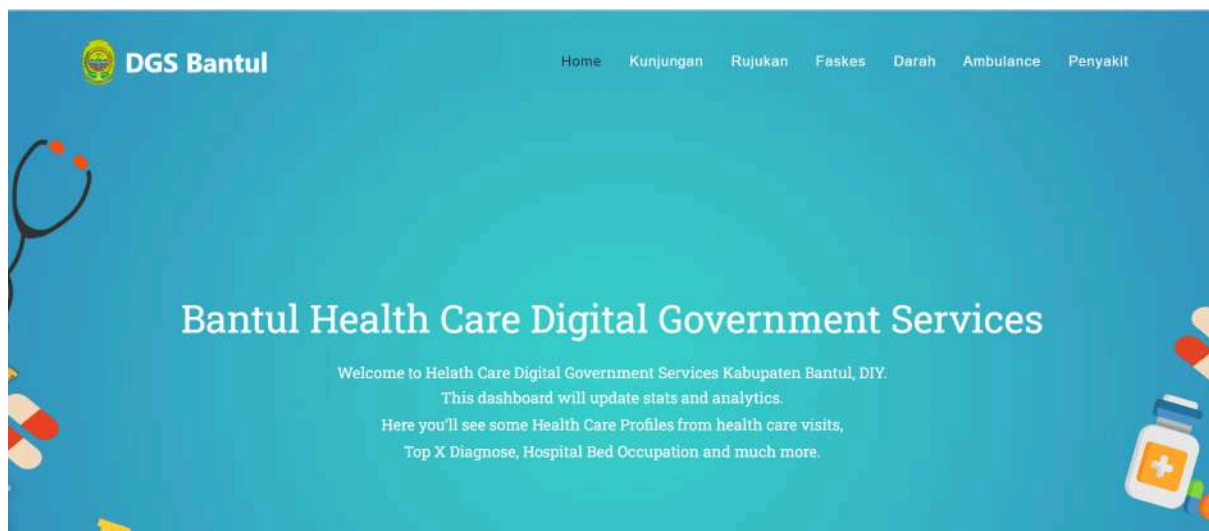 DGS Bantul
Home Kunjungan Rujukan Faskes Darah Ambulance Penyakit
Bantul Health Care Digital Government Services
Welcome to Helath Care Digital Government Services Kabupaten Bantul, DIY.
This dashboard will update stats and analytics.
Here you'll see some Health Care Profiles from health care visits,
Top X Diagnose, Hospital Bed Occupation and much more.